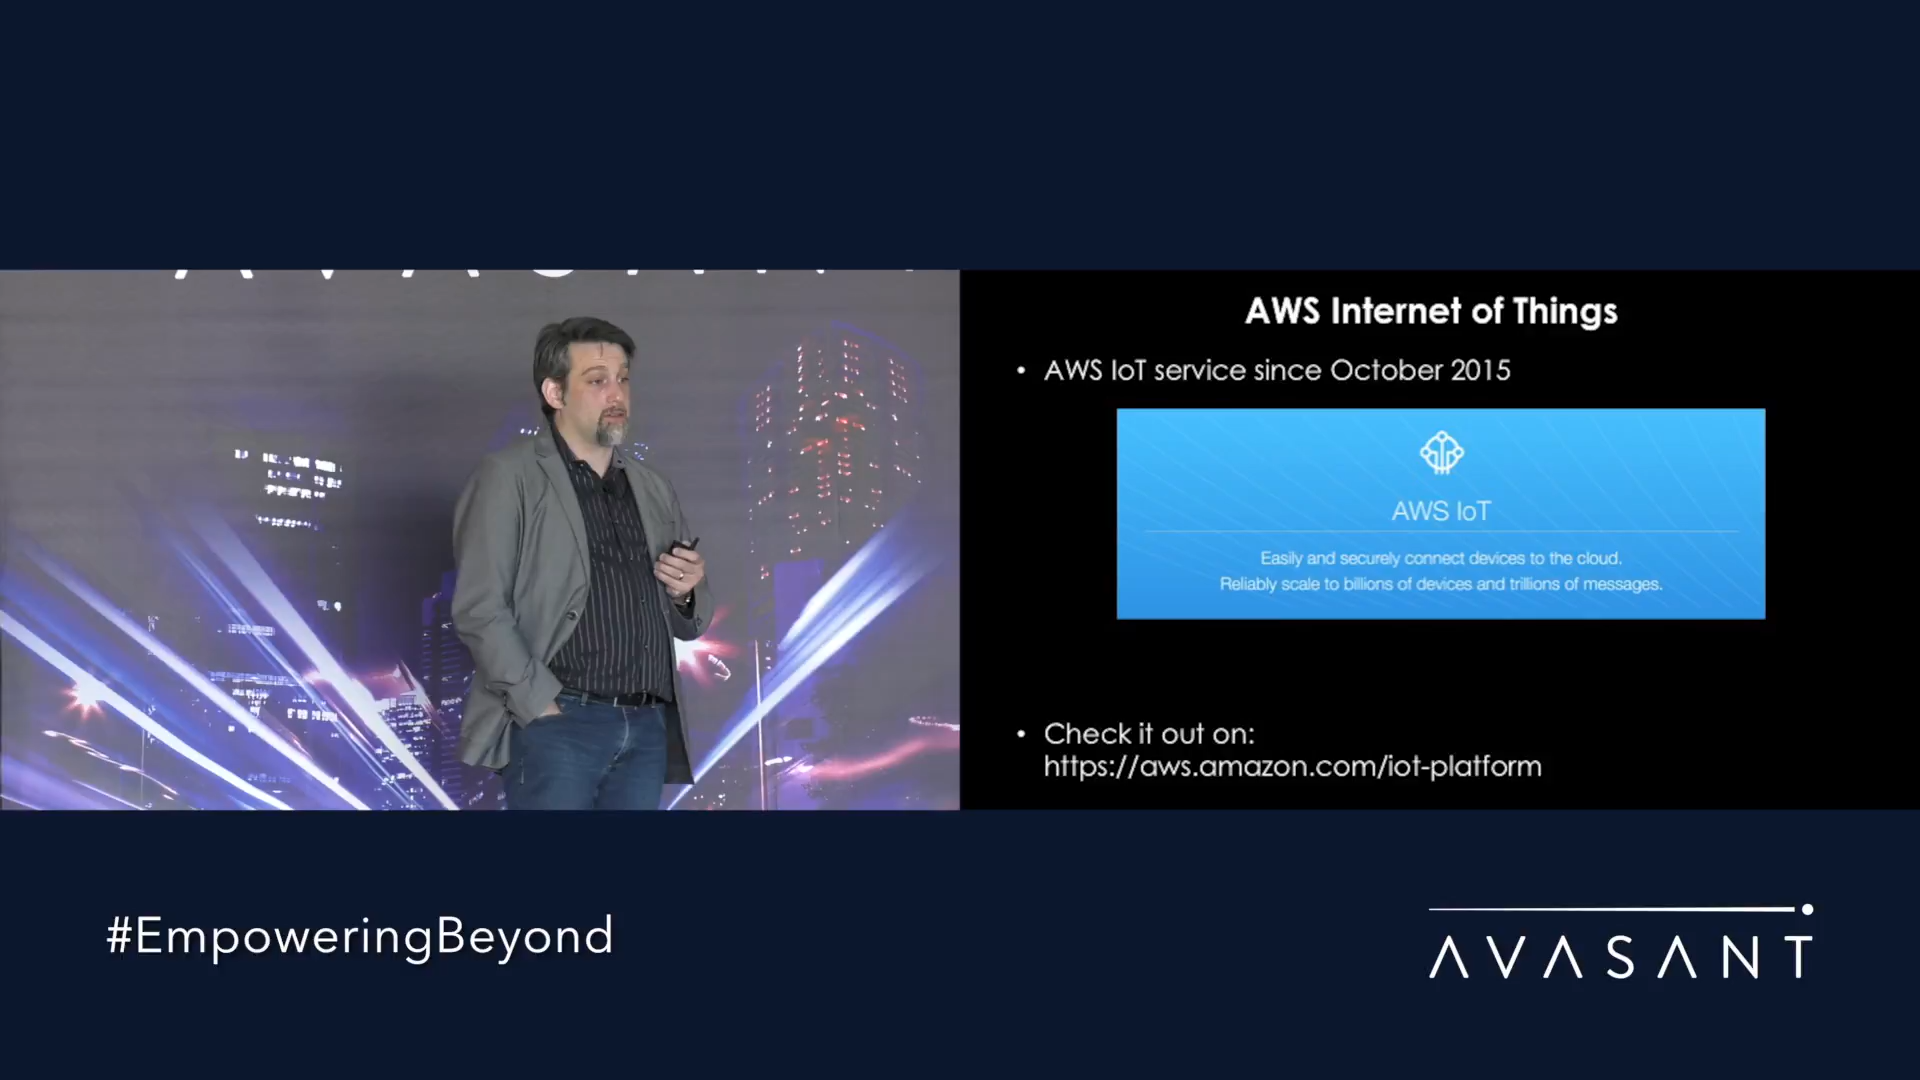 AWS Internet of Things
• AWS IoT service since October 2015
AWS IoT
Easily and securely connect devices to the cloud.
Reliably scale to billions of devices and trillions of messages.
• Check it out on:
https://aws.amazon.com/iot-platform
#EmpoweringBeyond
AVASANT